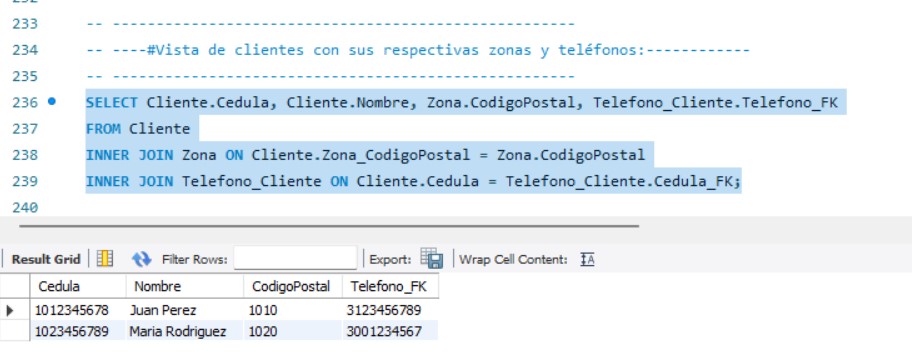 233 -- -----------------------------------------------------
234 -- ----#Vista de clientes con sus respectivas zonas y teléfonos:------------
235 -- -----------------------------------------------------
236 SELECT Cliente.Cedula, Cliente.Nombre, Zona.CodigoPostal, Telefono_Cliente.Telefono_FK
237 FROM Cliente
238 INNER JOIN Zona ON Cliente.Zona_CodigoPostal = Zona.CodigoPostal
239 INNER JOIN Telefono_Cliente ON Cliente.Cedula = Telefono_Cliente.Cedula_FK;
240
Result Grid Filter Rows: Export: Wrap Cell Content: IA
Cedula Nombre CodigoPostal Telefono_FK
1012345678 Juan Perez 1010 3123456789
1023456789 Maria Rodriguez 1020 3001234567